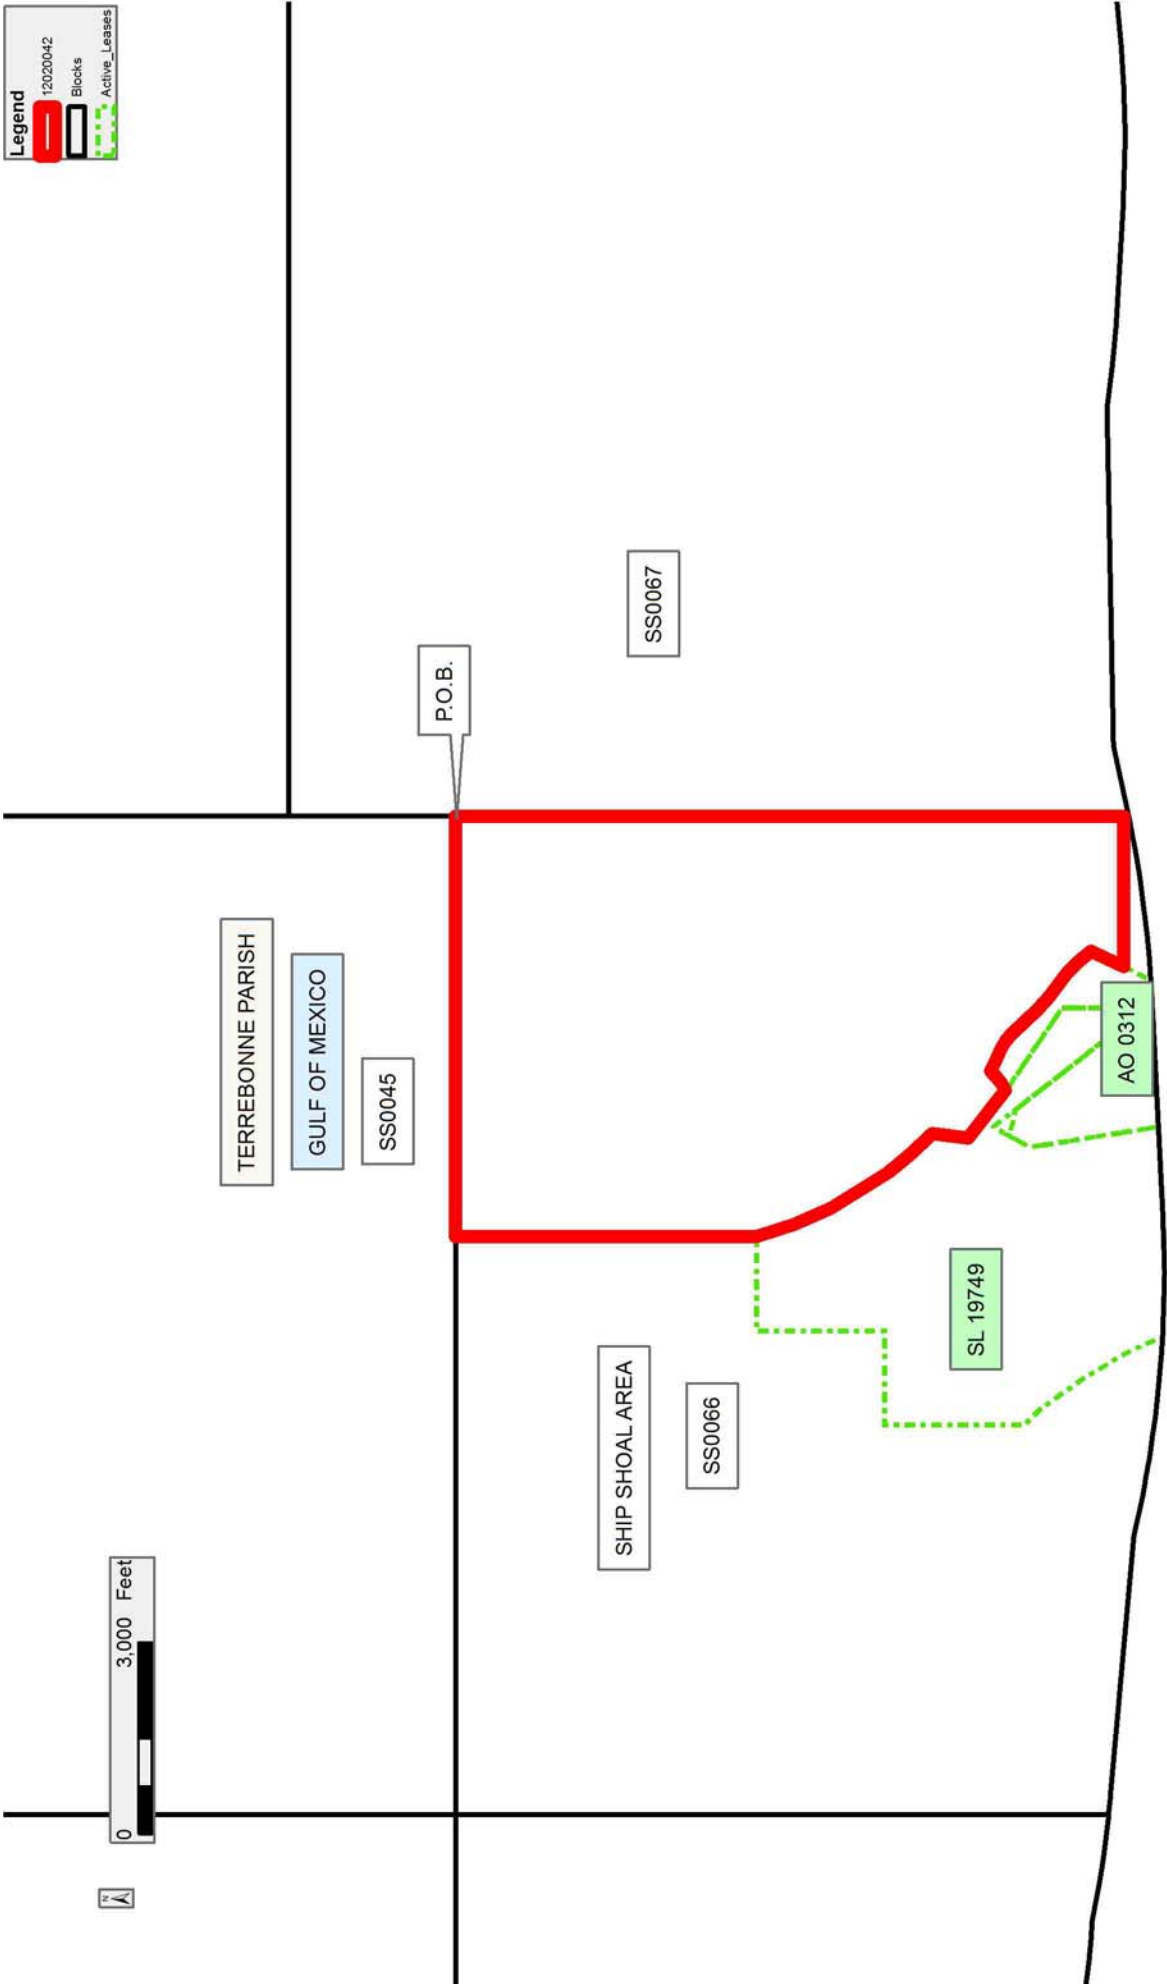 Legend
12020042
Blocks
Active_Leases
N
0 3,000 Feet
TERREBONNE PARISH
GULF OF MEXICO
SS0045
P.O.B.
SHIP SHOAL AREA
SS0066
SS0067
SL 19749
AO 0312